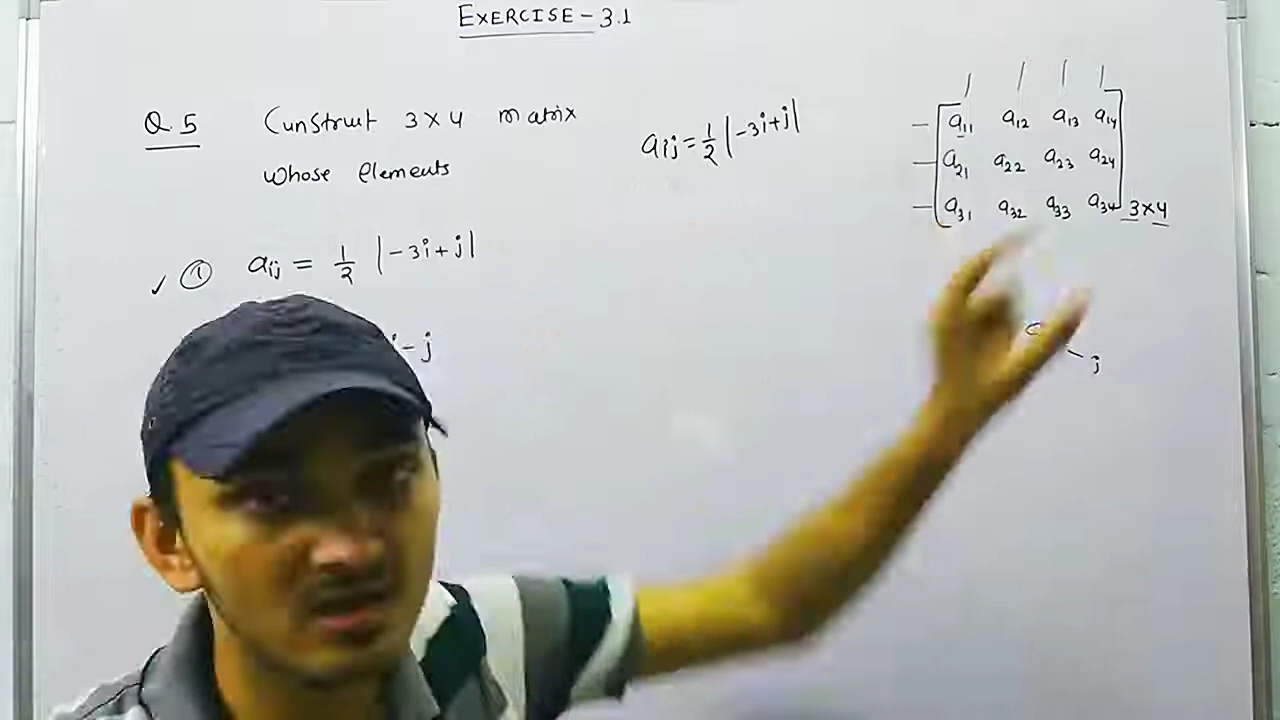 EXERCISE-3.1
Q.5 Cunstruct 3×4 matrix
whose elements
✓ ① aij = 1/2 |-3i+j|
i-j
aij = 1/2 |-3i+j|
a11 a12 a13 a14
a21 a22 a23 a24
a31 a32 a33 a34 3×4
j